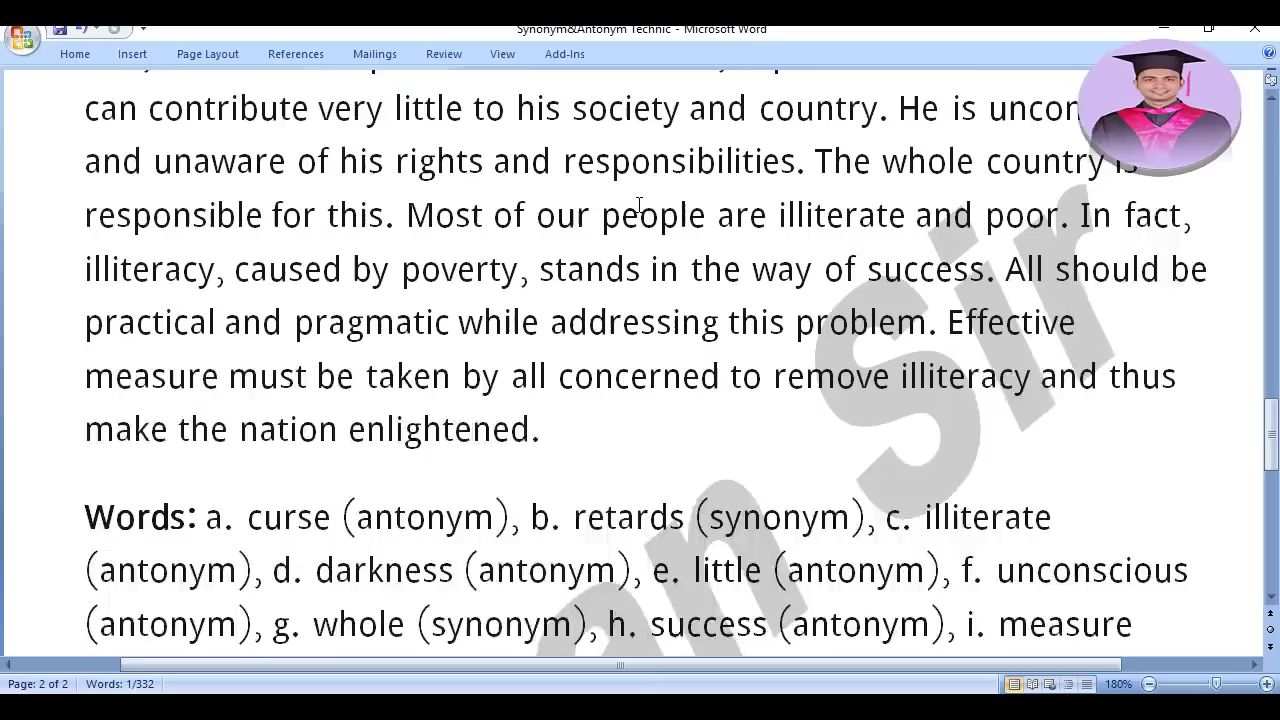 Synonym&Antonym Technic - Microsoft Word
Home Insert Page Layout References Mailings Review View Add-Ins
can contribute very little to his society and country. He is
and unaware of his rights and responsibilities. The whole country is
responsible for this. Most of our people are illiterate and poor. In fact,
illiteracy, caused by poverty, stands in the way of success. All should be
practical and pragmatic while addressing this problem. Effective
measure must be taken by all concerned to remove illiteracy and thus
make the nation enlightened.
Words: a. curse (antonym), b. retards (synonym), c. illiterate
(antonym), d. darkness (antonym), e. little (antonym), f. unconscious
(antonym), g. whole (synonym), h. success (antonym), i. measure
an Sir
Page: 2 of 2 Words: 1/332 180%